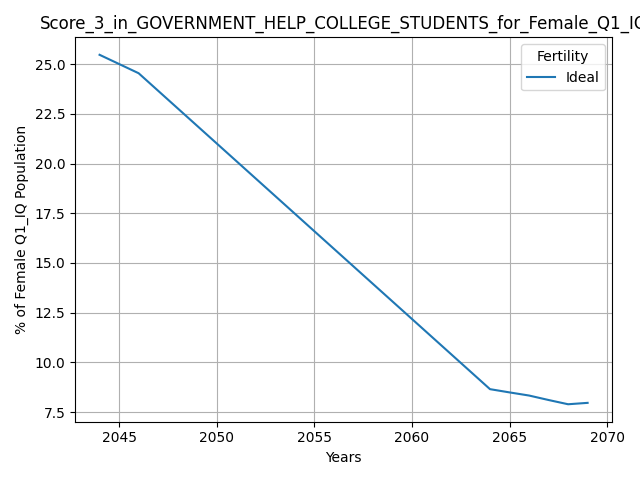 Score_3_in_GOVERNMENT_HELP_COLLEGE_STUDENTS_for_Female_Q1_IQ
Fertility
Ideal
25.0
22.5
20.0
17.5
15.0
12.5
10.0
7.5
% of Female Q1_IQ Population
2045 2050 2055 2060 2065 2070
Years